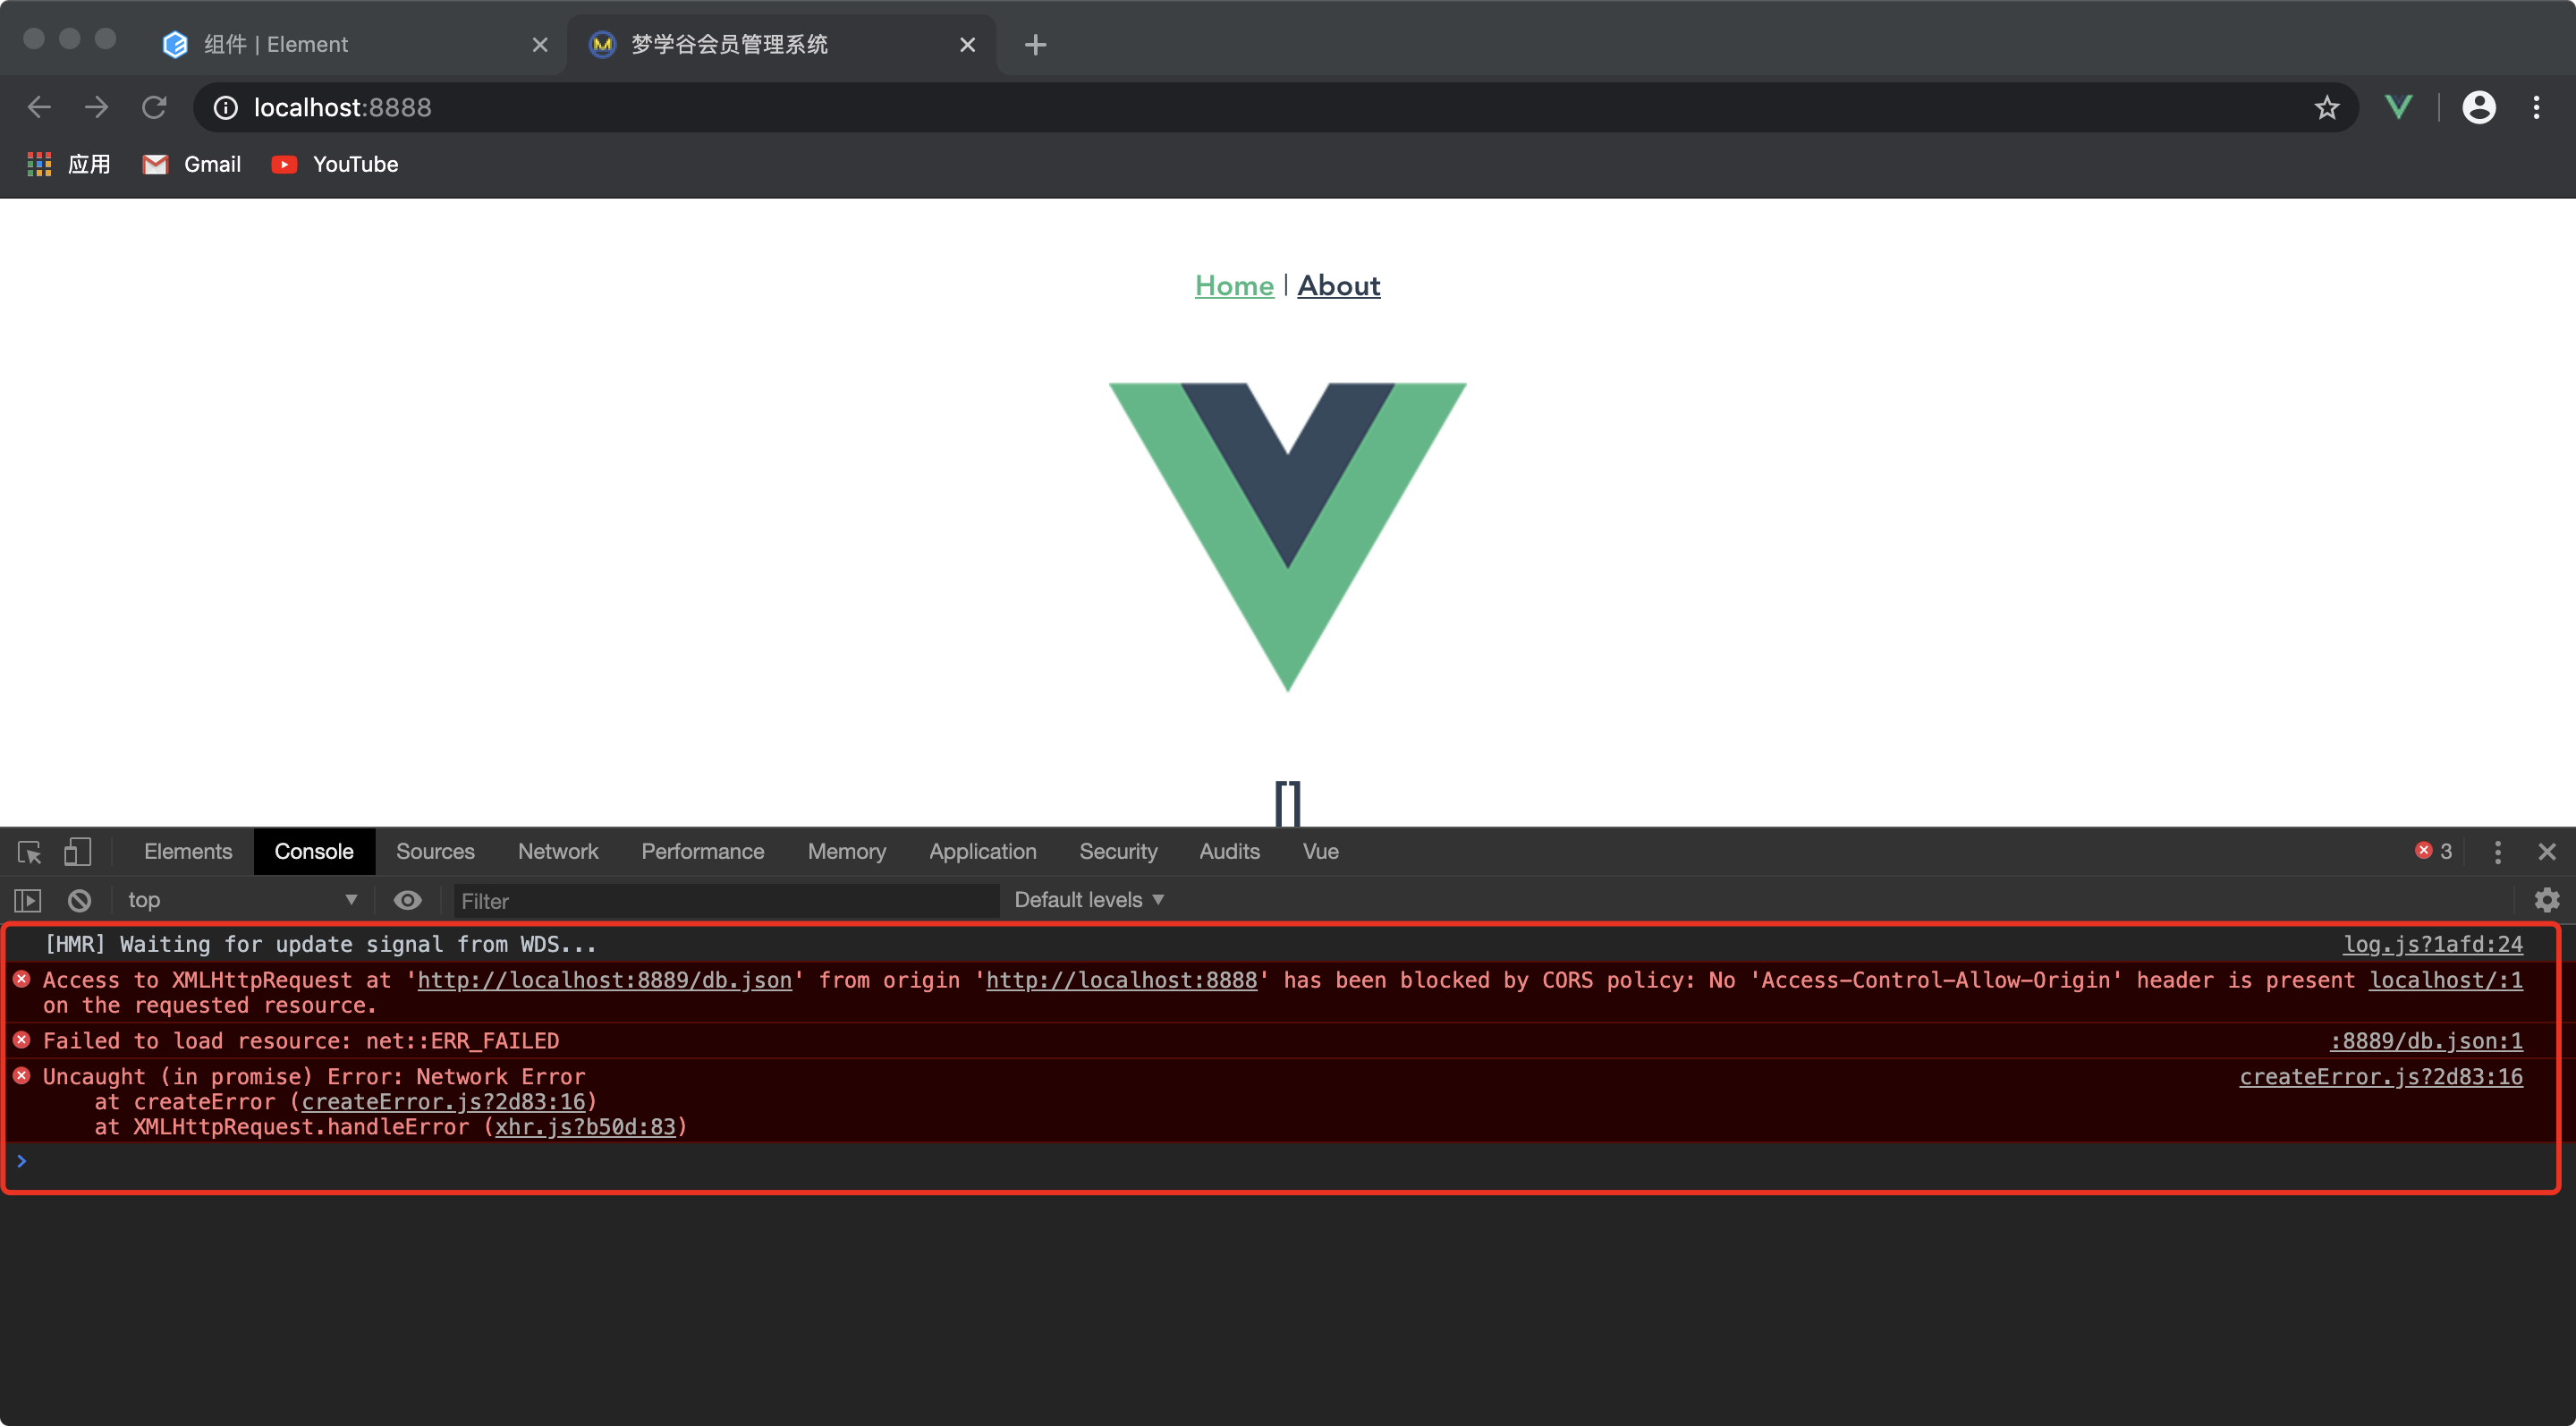 组件 | Element
梦学谷会员管理系统
localhost:8888
应用
Gmail
YouTube
Home | About
[]
Elements
Console
Sources
Network
Performance
Memory
Application
Security
Audits
Vue
3
top
Filter
Default levels
[HMR] Waiting for update signal from WDS...
log.js?1afd:24
Access to XMLHttpRequest at 'http://localhost:8889/db.json' from origin 'http://localhost:8888' has been blocked by CORS policy: No 'Access-Control-Allow-Origin' header is present
localhost/:1
on the requested resource.
Failed to load resource: net::ERR_FAILED
:8889/db.json:1
Uncaught (in promise) Error: Network Error
createError.js?2d83:16
at createError (createError.js?2d83:16)
at XMLHttpRequest.handleError (xhr.js?b50d:83)